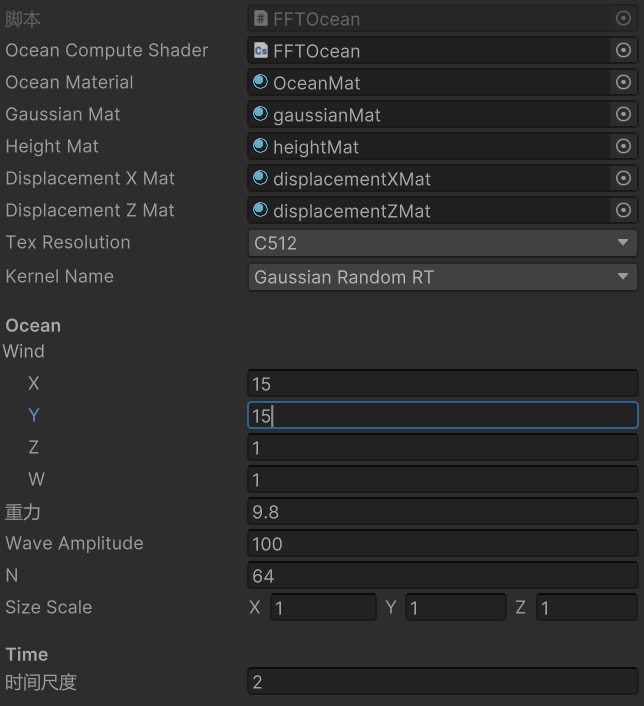 脚本 # FFTOcean
Ocean Compute Shader Cs FFTOcean
Ocean Material OceanMat
Gaussian Mat gaussianMat
Height Mat heightMat
Displacement X Mat displacementXMat
Displacement Z Mat displacementZMat
Tex Resolution C512
Kernel Name Gaussian Random RT
Ocean
Wind
X 15
Y 15
Z 1
W 1
重力 9.8
Wave Amplitude 100
N 64
Size Scale X 1 Y 1 Z 1
Time
时间尺度 2